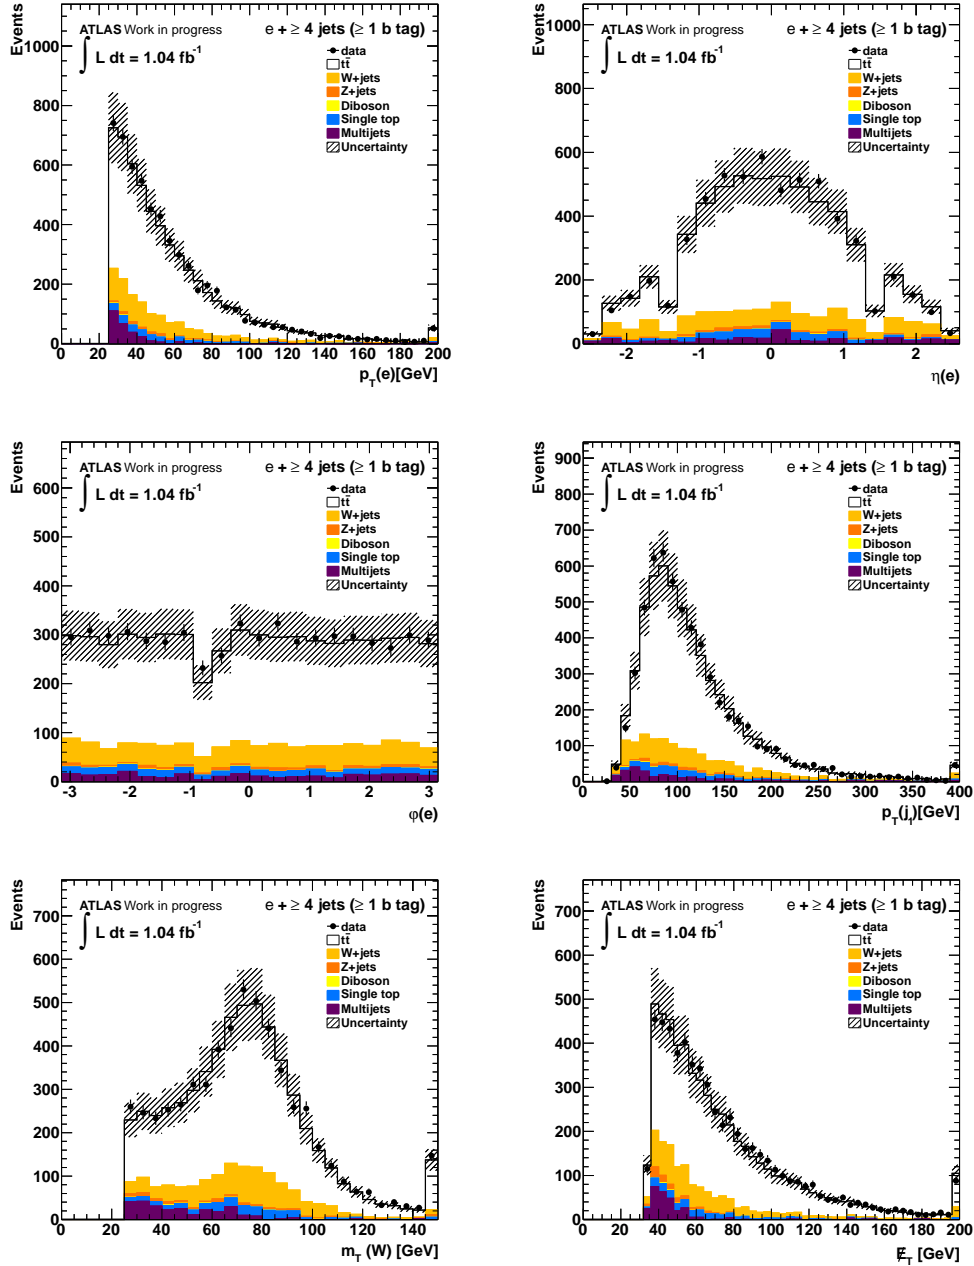 Events
ATLAS Work in progress
e + ≥ 4 jets (≥ 1 b tag)
∫ L dt = 1.04 fb⁻¹
data
tt̄
W+jets
Z+jets
Diboson
Single top
Multijets
Uncertainty
1000
800
600
400
200
0
0 20 40 60 80 100 120 140 160 180 200
p_T(e)[GeV]
Events
ATLAS Work in progress
e + ≥ 4 jets (≥ 1 b tag)
∫ L dt = 1.04 fb⁻¹
data
tt̄
W+jets
Z+jets
Diboson
Single top
Multijets
Uncertainty
1000
800
600
400
200
0
-2 -1 0 1 2
η(e)
Events
ATLAS Work in progress
e + ≥ 4 jets (≥ 1 b tag)
∫ L dt = 1.04 fb⁻¹
data
tt̄
W+jets
Z+jets
Diboson
Single top
Multijets
Uncertainty
600
500
400
300
200
100
0
-3 -2 -1 0 1 2 3
φ(e)
Events
ATLAS Work in progress
e + ≥ 4 jets (≥ 1 b tag)
∫ L dt = 1.04 fb⁻¹
data
tt̄
W+jets
Z+jets
Diboson
Single top
Multijets
Uncertainty
900
800
700
600
500
400
300
200
100
0
0 50 100 150 200 250 300 350 400
p_T(j_1)[GeV]
Events
ATLAS Work in progress
e + ≥ 4 jets (≥ 1 b tag)
∫ L dt = 1.04 fb⁻¹
data
tt̄
W+jets
Z+jets
Diboson
Single top
Multijets
Uncertainty
700
600
500
400
300
200
100
0
0 20 40 60 80 100 120 140
m_T (W) [GeV]
Events
ATLAS Work in progress
e + ≥ 4 jets (≥ 1 b tag)
∫ L dt = 1.04 fb⁻¹
data
tt̄
W+jets
Z+jets
Diboson
Single top
Multijets
Uncertainty
700
600
500
400
300
200
100
0
0 20 40 60 80 100 120 140 160 180 200
E̸_T [GeV]